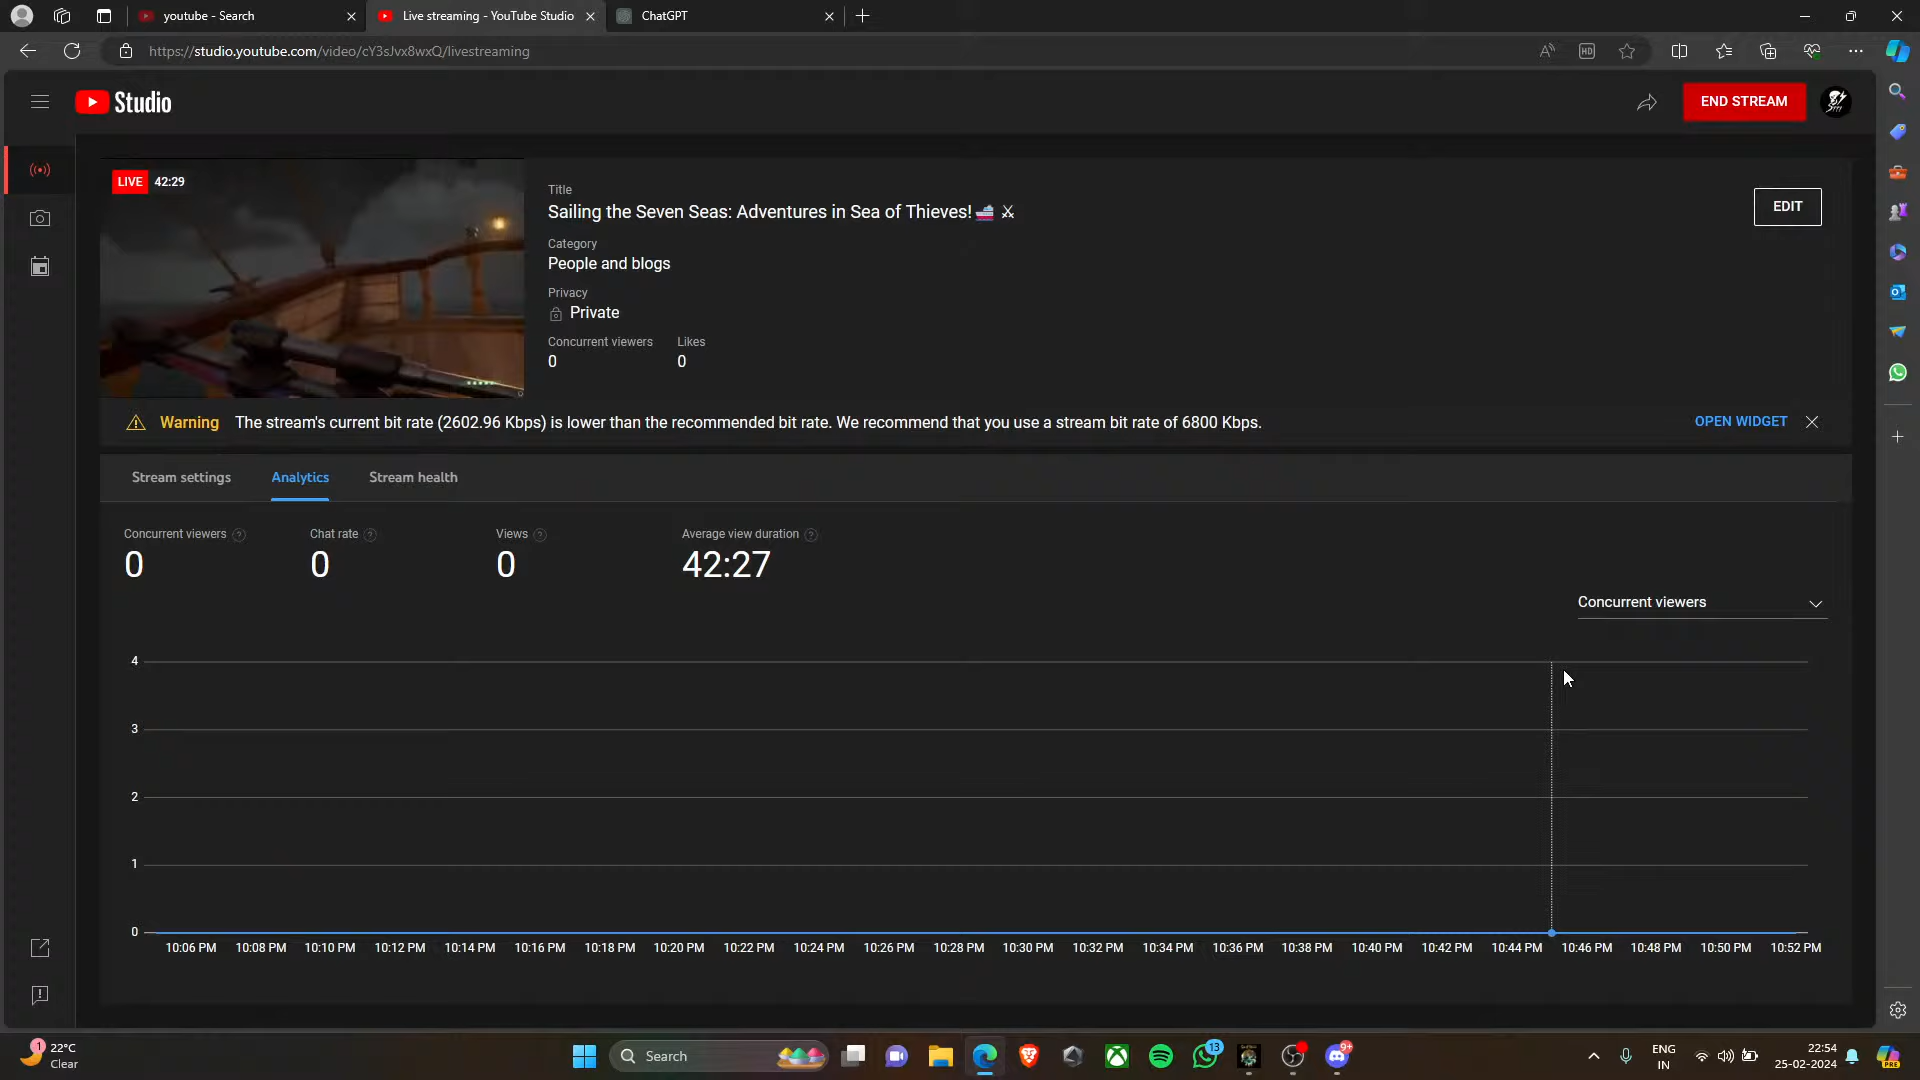 youtube - Search
Live streaming - YouTube Studio
ChatGPT
https://studio.youtube.com/video/cY3sJvx8wxQ/livestreaming
HD
Studio
END STREAM
LIVE 42:29
Title
Sailing the Seven Seas: Adventures in Sea of Thieves!🚢 ⚔
EDIT
Category
People and blogs
Privacy
Private
Concurrent viewers Likes
0 0
Warning The stream's current bit rate (2602.96 Kbps) is lower than the recommended bit rate. We recommend that you use a stream bit rate of 6800 Kbps.
OPEN WIDGET
Stream settings Analytics Stream health
Concurrent viewers Chat rate Views Average view duration
0 0 0 42:27
Concurrent viewers
4
3
2
1
0
10:06 PM 10:08 PM 10:10 PM 10:12 PM 10:14 PM 10:16 PM 10:18 PM 10:20 PM 10:22 PM 10:24 PM 10:26 PM 10:28 PM 10:30 PM 10:32 PM 10:34 PM 10:36 PM 10:38 PM 10:40 PM 10:42 PM 10:44 PM 10:46 PM 10:48 PM 10:50 PM 10:52 PM
1
22°C
Clear
Search
13
9+
ENG
IN
22:54
25-02-2024
PRE